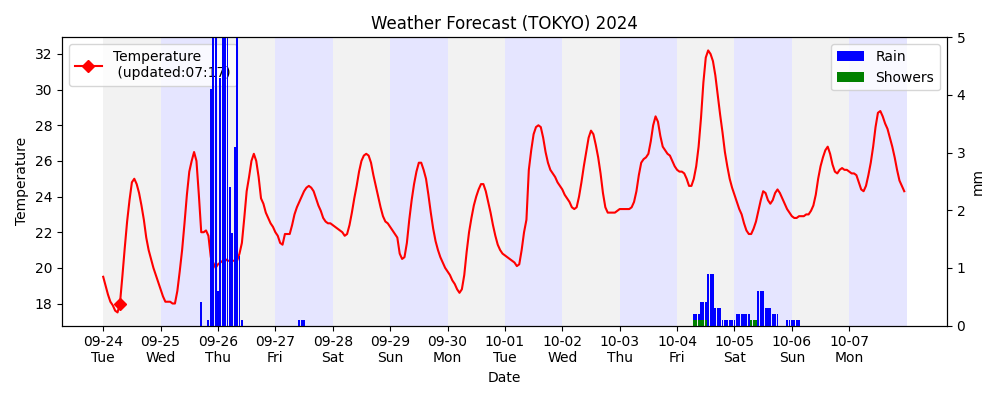 Weather Forecast (TOKYO) 2024
Temperature
(updated:07:17)
Rain
Showers
Temperature
32
30
28
26
24
22
20
18
5
4
3
2
1
0
mm
09-24 09-25 09-26 09-27 09-28 09-29 09-30 10-01 10-02 10-03 10-04 10-05 10-06 10-07
Tue Wed Thu Fri Sat Sun Mon Tue Wed Thu Fri Sat Sun Mon
Date